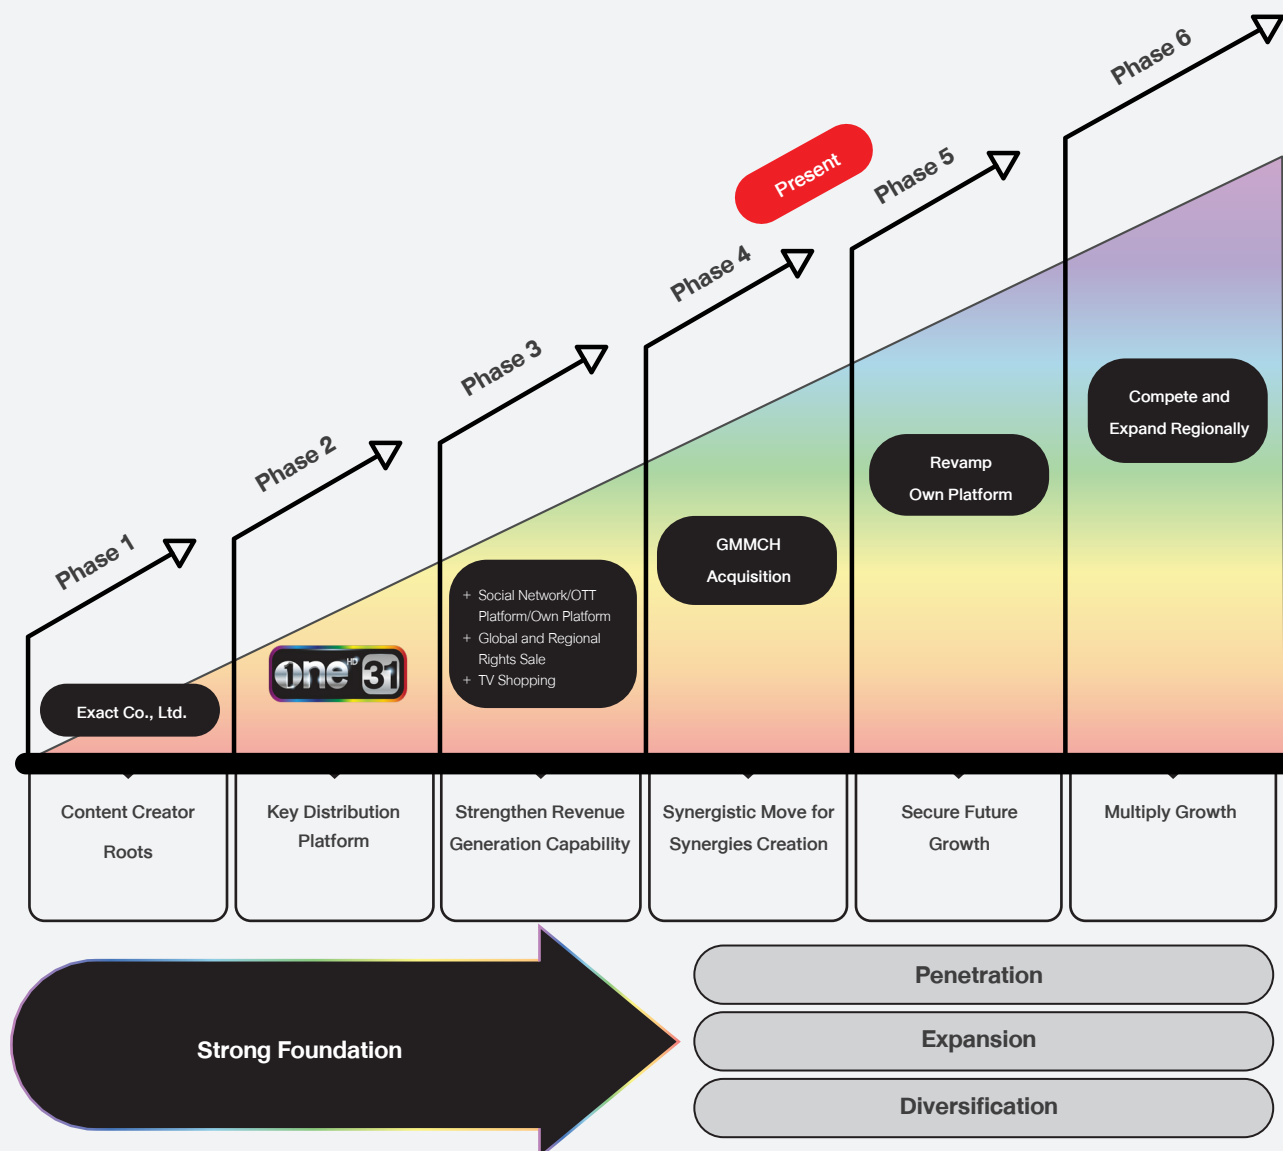 Phase 1
Phase 2
Phase 3
Phase 4
Present
Phase 5
Phase 6
Exact Co., Ltd.
one HD 31
+ Social Network/OTT
Platform/Own Platform
+ Global and Regional
Rights Sale
+ TV Shopping
GMMCH
Acquisition
Revamp
Own Platform
Compete and
Expand Regionally
Content Creator
Roots
Key Distribution
Platform
Strengthen Revenue
Generation Capability
Synergistic Move for
Synergies Creation
Secure Future
Growth
Multiply Growth
Strong Foundation
Penetration
Expansion
Diversification